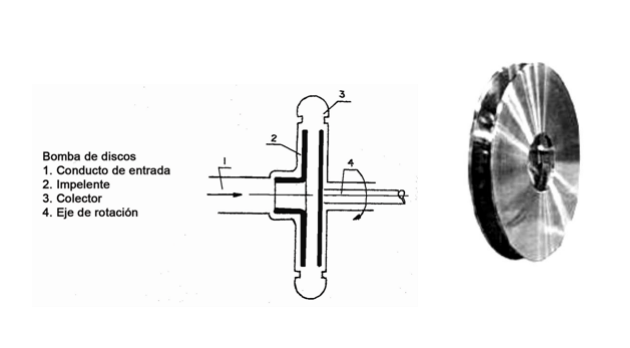 Bomba de discos
1. Conducto de entrada
2. Impelente
3. Colector
4. Eje de rotación
1
2
3
4